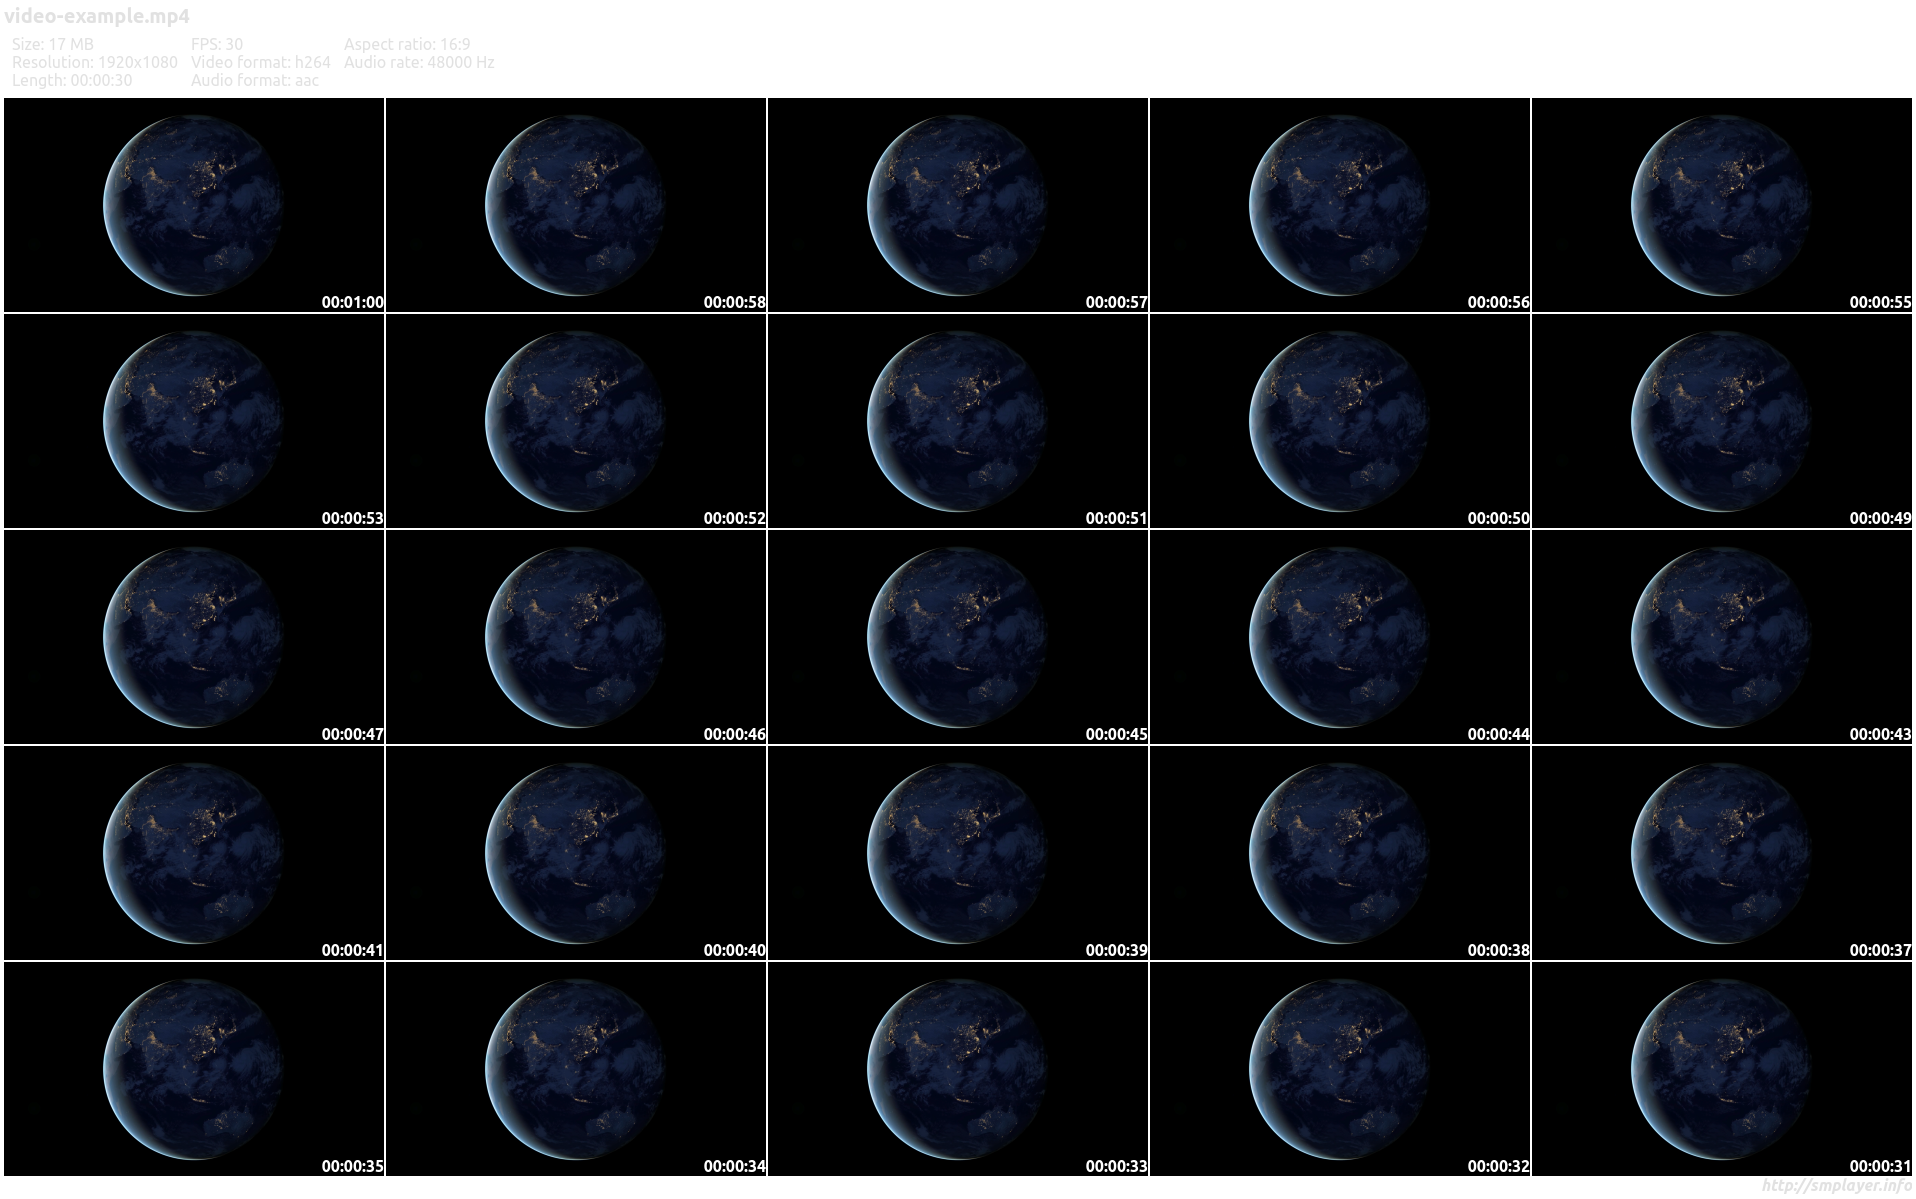 video-example.mp4
Size: 17 MB FPS: 30 Aspect ratio: 16:9
Resolution: 1920x1080 Video format: h264 Audio rate: 48000 Hz
Length: 00:00:30 Audio format: aac
00:01:00 00:00:58 00:00:57 00:00:56 00:00:55
00:00:53 00:00:52 00:00:51 00:00:50 00:00:49
00:00:47 00:00:46 00:00:45 00:00:44 00:00:43
00:00:41 00:00:40 00:00:39 00:00:38 00:00:37
00:00:35 00:00:34 00:00:33 00:00:32 00:00:31
http://smplayer.info